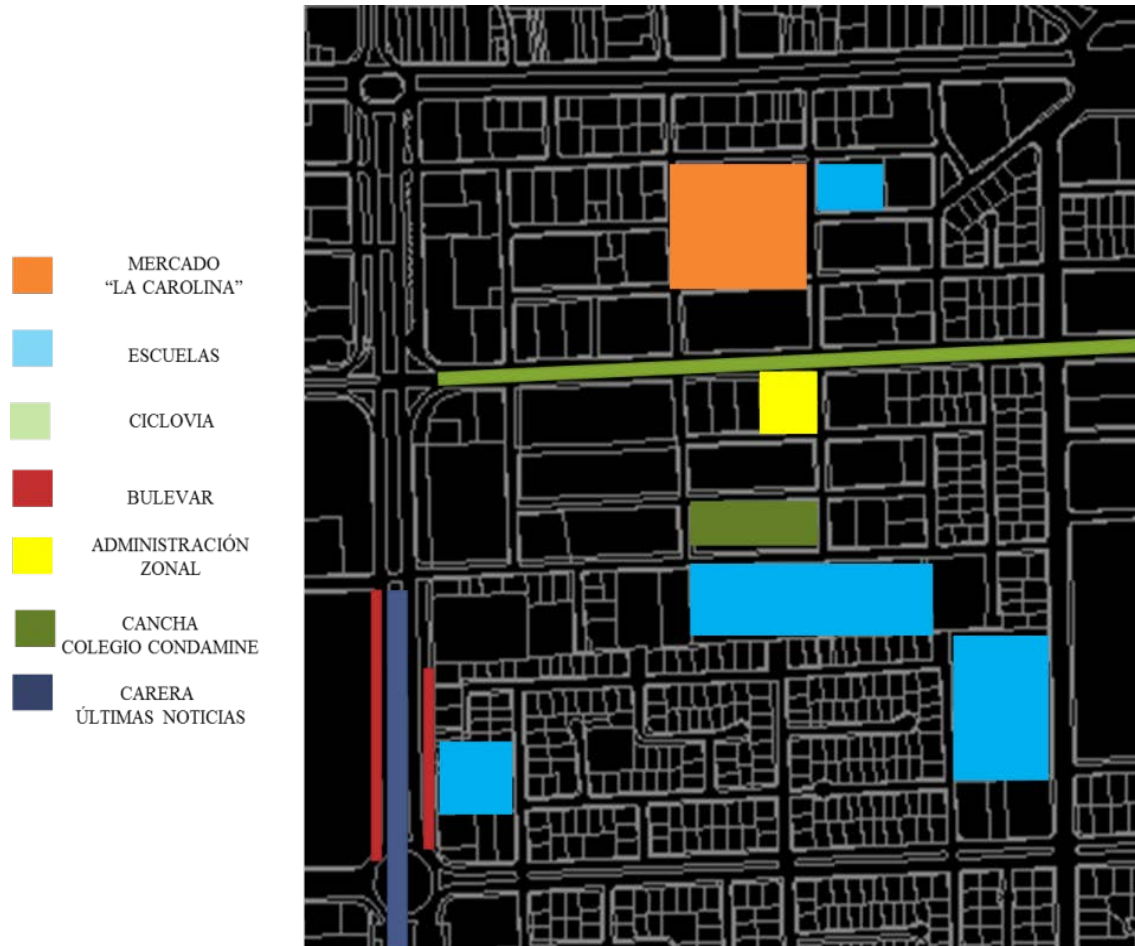 MERCADO
“LA CAROLINA”
ESCUELAS
CICLOVIA
BULEVAR
ADMINISTRACIÓN
ZONAL
CANCHA
COLEGIO CONDAMINE
CARERA
ÚLTIMAS NOTICIAS